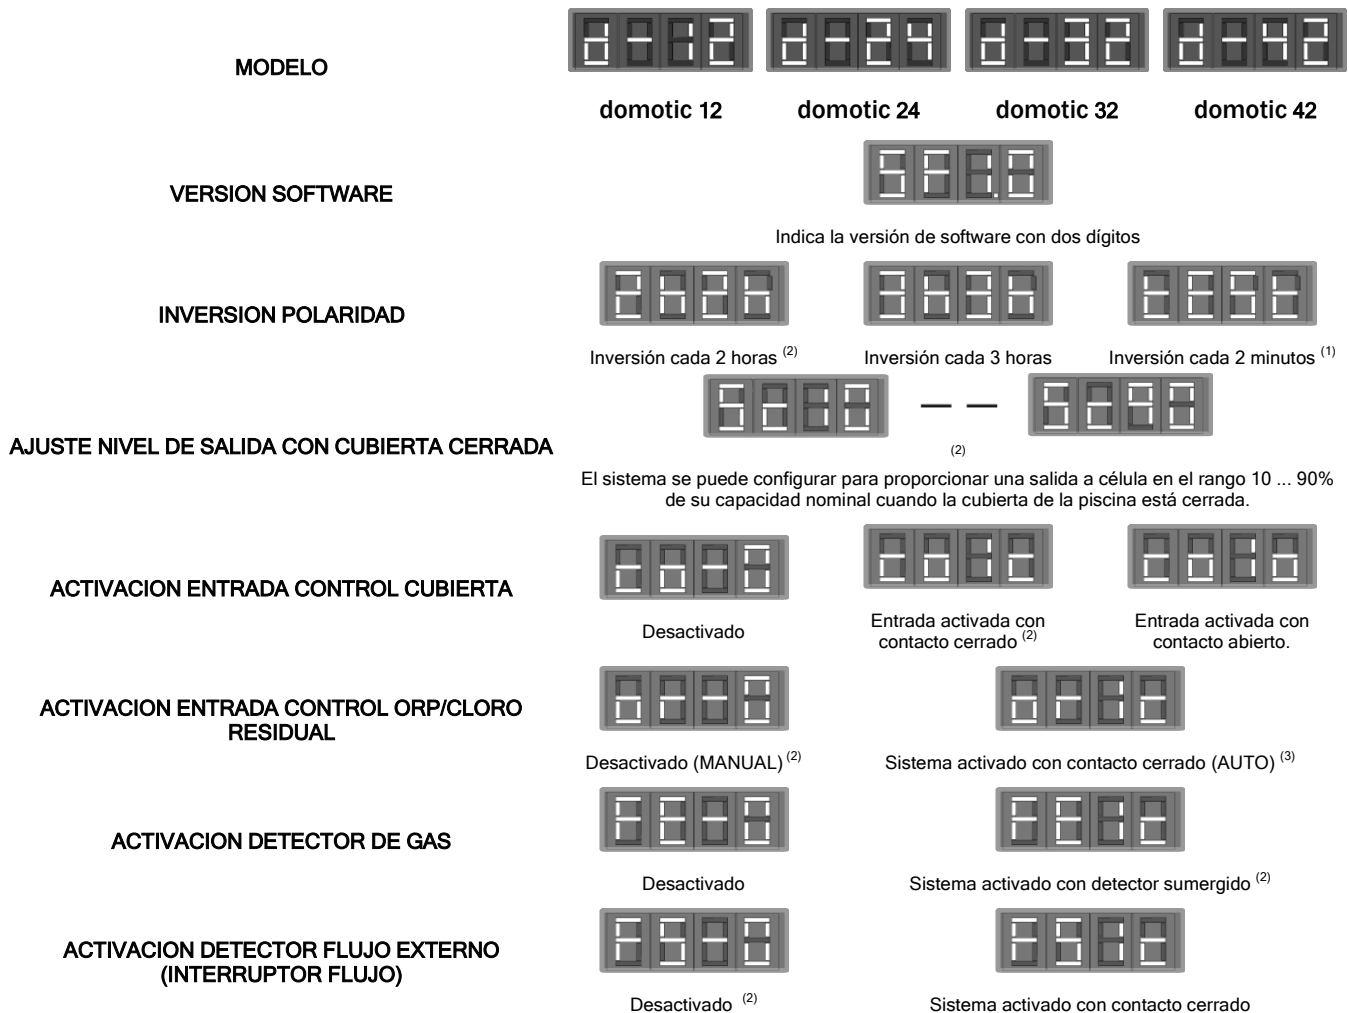 MODELO
domotic 12
domotic 24
domotic 32
domotic 42
VERSION SOFTWARE
Indica la versión de software con dos dígitos
INVERSION POLARIDAD
Inversión cada 2 horas (2)
Inversión cada 3 horas
Inversión cada 2 minutos (1)
AJUSTE NIVEL DE SALIDA CON CUBIERTA CERRADA
(2)
El sistema se puede configurar para proporcionar una salida a célula en el rango 10 ... 90%
de su capacidad nominal cuando la cubierta de la piscina está cerrada.
ACTIVACION ENTRADA CONTROL CUBIERTA
Desactivado
Entrada activada con
contacto cerrado (2)
Entrada activada con
contacto abierto.
ACTIVACION ENTRADA CONTROL ORP/CLORO
RESIDUAL
Desactivado (MANUAL) (2)
Sistema activado con contacto cerrado (AUTO) (3)
ACTIVACION DETECTOR DE GAS
Desactivado
Sistema activado con detector sumergido (2)
ACTIVACION DETECTOR FLUJO EXTERNO
(INTERRUPTOR FLUJO)
Desactivado (2)
Sistema activado con contacto cerrado